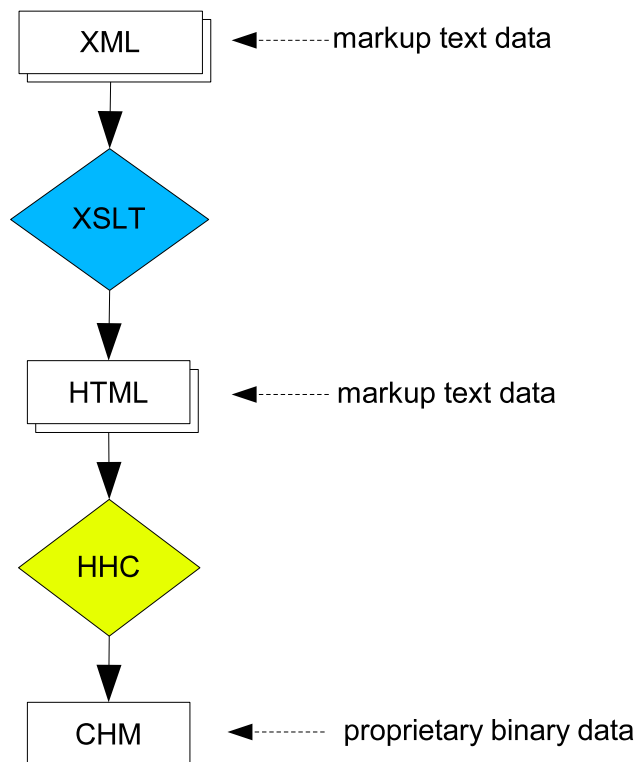 XML
markup text data
XSLT
HTML
markup text data
HHC
CHM
proprietary binary data